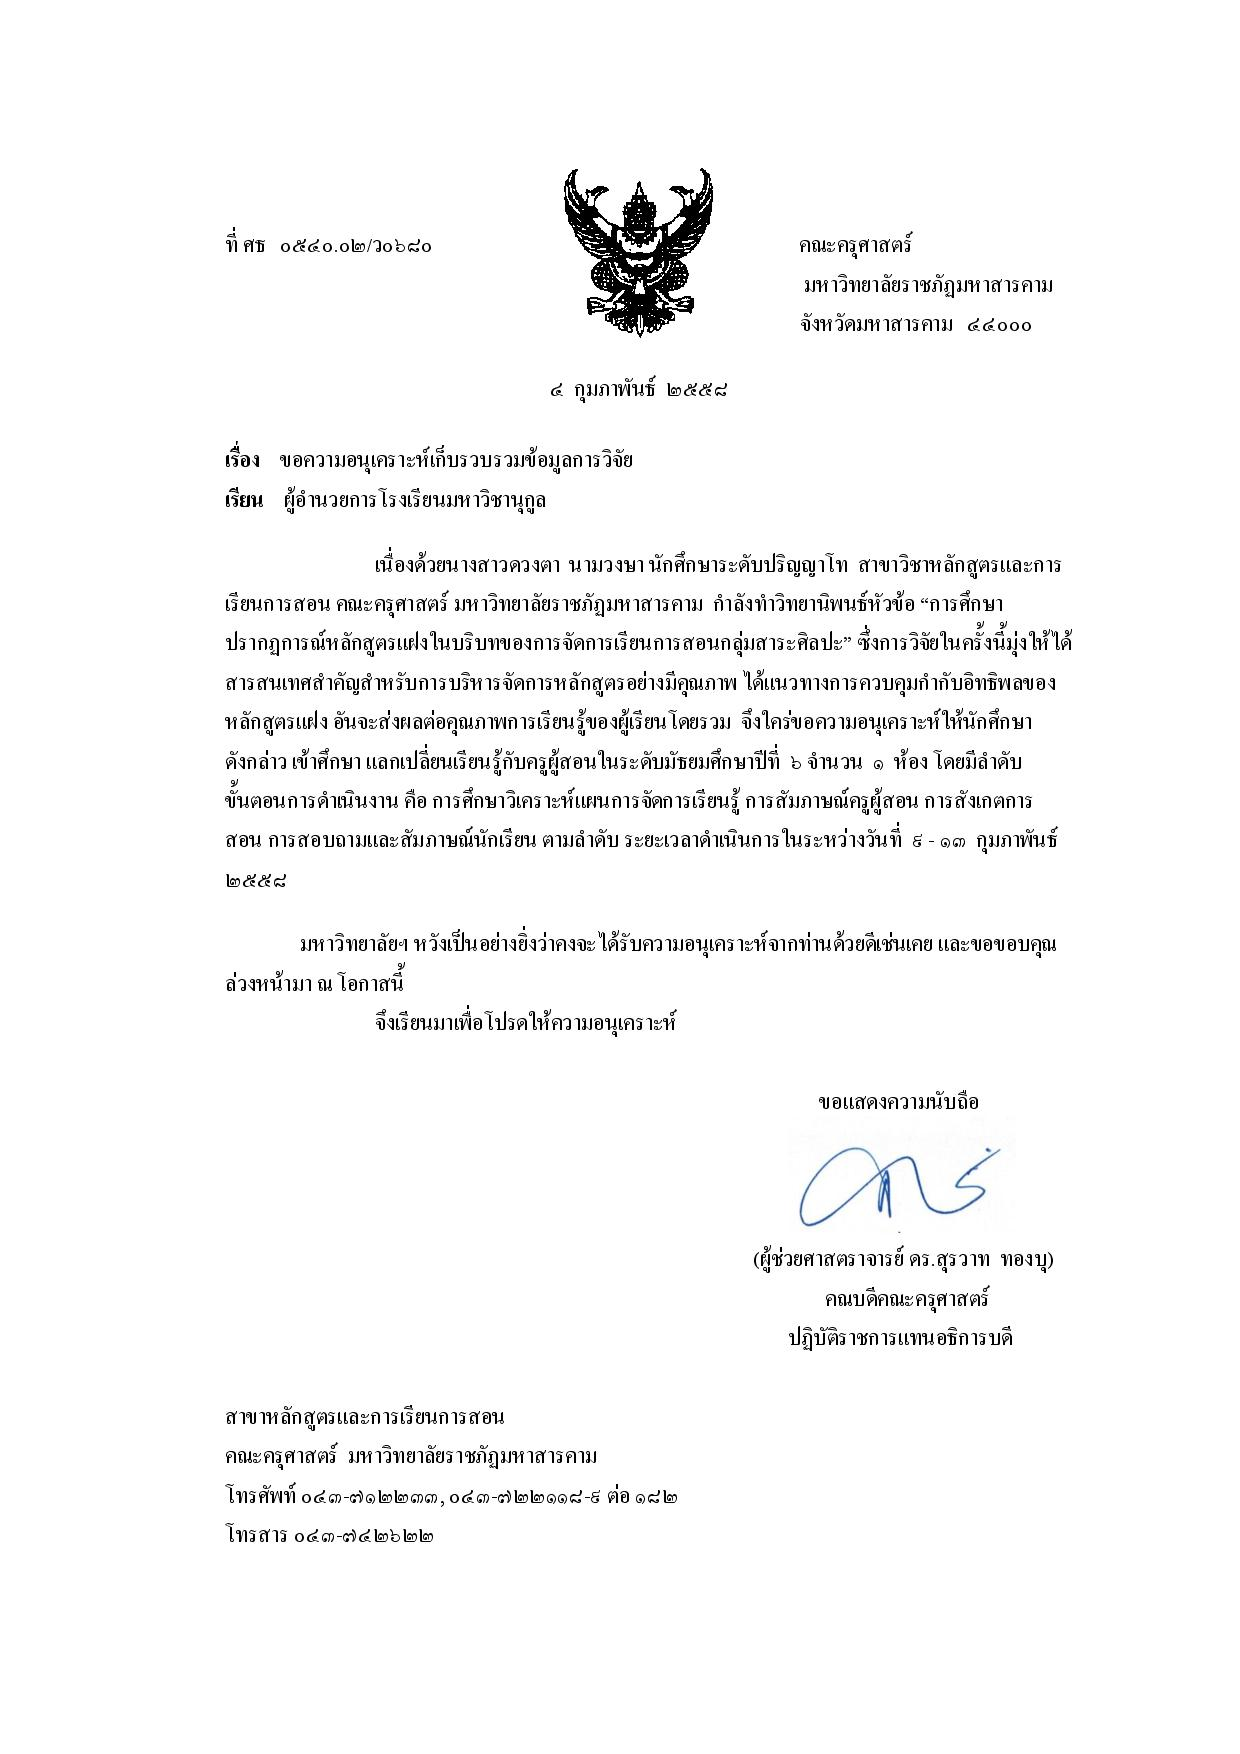 ที่ ศธ ๐๕๔๐.๐๒/ว๐๖๘๐
คณะครุศาสตร์
มหาวิทยาลัยราชภัฏมหาสารคาม
จังหวัดมหาสารคาม ๔๔๐๐๐
๔ กุมภาพันธ์ ๒๕๕๘
เรื่อง ขอความอนุเคราะห์เก็บรวบรวมข้อมูลการวิจัย
เรียน ผู้อำนวยการโรงเรียนมหาวิชานุกูล
เนื่องด้วยนางสาวดวงตา นามวงษา นักศึกษาระดับปริญญาโท สาขาวิชาหลักสูตรและการ
เรียนการสอน คณะครุศาสตร์ มหาวิทยาลัยราชภัฏมหาสารคาม กำลังทำวิทยานิพนธ์หัวข้อ “การศึกษา
ปรากฏการณ์หลักสูตรแฝงในบริบทของการจัดการเรียนการสอนกลุ่มสาระศิลปะ” ซึ่งการวิจัยในครั้งนี้มุ่งให้ได้
สารสนเทศสำคัญสำหรับการบริหารจัดการหลักสูตรอย่างมีคุณภาพ ได้แนวทางการควบคุมกำกับอิทธิพลของ
หลักสูตรแฝง อันจะส่งผลต่อคุณภาพการเรียนรู้ของผู้เรียนโดยรวม จึงใคร่ขอความอนุเคราะห์ให้นักศึกษา
ดังกล่าว เข้าศึกษา แลกเปลี่ยนเรียนรู้กับครูผู้สอนในระดับมัธยมศึกษาปีที่ ๖ จำนวน ๑ ห้อง โดยมีลำดับ
ขั้นตอนการดำเนินงาน คือ การศึกษาวิเคราะห์แผนการจัดการเรียนรู้ การสัมภาษณ์ครูผู้สอน การสังเกตการ
สอน การสอบถามและสัมภาษณ์นักเรียน ตามลำดับ ระยะเวลาดำเนินการในระหว่างวันที่ ๙ - ๑๓ กุมภาพันธ์
๒๕๕๘
มหาวิทยาลัยฯ หวังเป็นอย่างยิ่งว่าคงจะได้รับความอนุเคราะห์จากท่านด้วยดีเช่นเคย และขอขอบคุณ
ล่วงหน้ามา ณ โอกาสนี้
จึงเรียนมาเพื่อโปรดให้ความอนุเคราะห์
ขอแสดงความนับถือ
(ผู้ช่วยศาสตราจารย์ ดร.สุรวาท ทองบุ)
คณบดีคณะครุศาสตร์
ปฏิบัติราชการแทนอธิการบดี
สาขาหลักสูตรและการเรียนการสอน
คณะครุศาสตร์ มหาวิทยาลัยราชภัฏมหาสารคาม
โทรศัพท์ ๐๔๓-๗๑๒๒๓๓, ๐๔๓-๗๒๒๑๑๘-๙ ต่อ ๑๘๒
โทรสาร ๐๔๓-๗๔๒๖๒๒